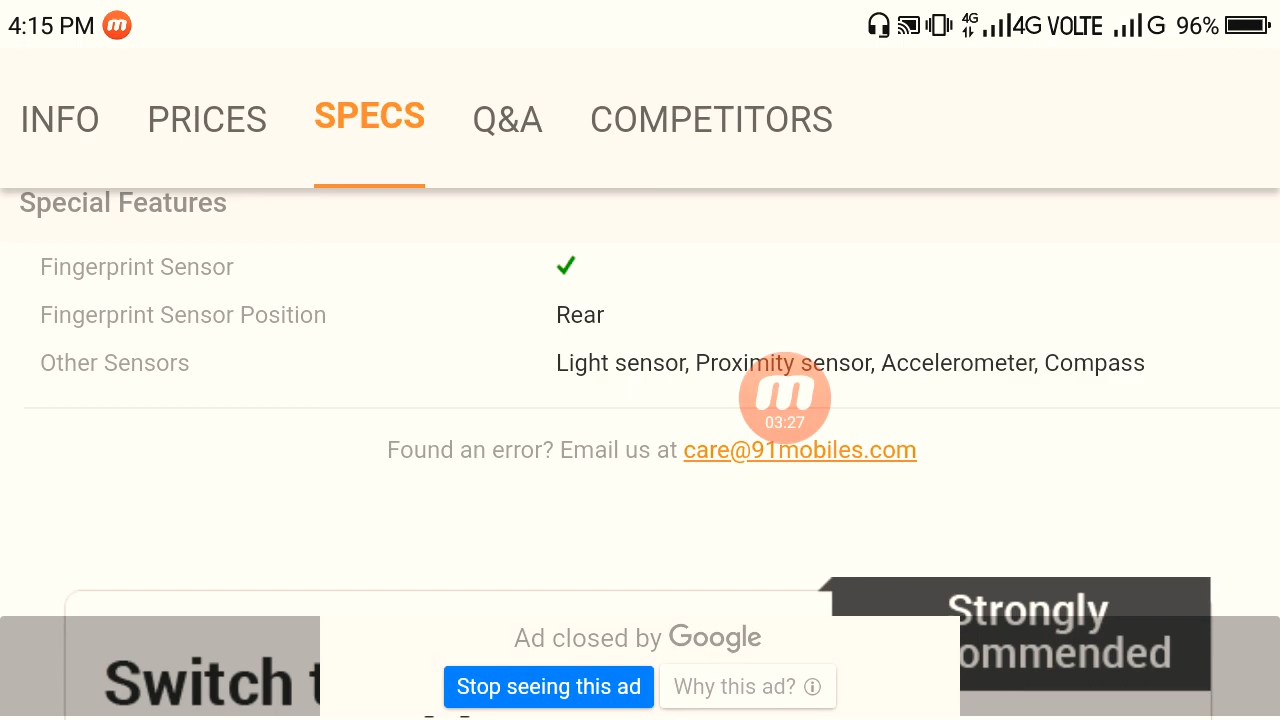 4:15 PM m 4G 4G VOLTE G 96%
INFO PRICES SPECS Q&A COMPETITORS
Special Features
Fingerprint Sensor
Fingerprint Sensor Position Rear
Other Sensors Light sensor, Proximity sensor, Accelerometer, Compass
m
03:27
Found an error? Email us at care@91mobiles.com
Strongly
ommended
Ad closed by Google
Switch t
Stop seeing this ad Why this ad?